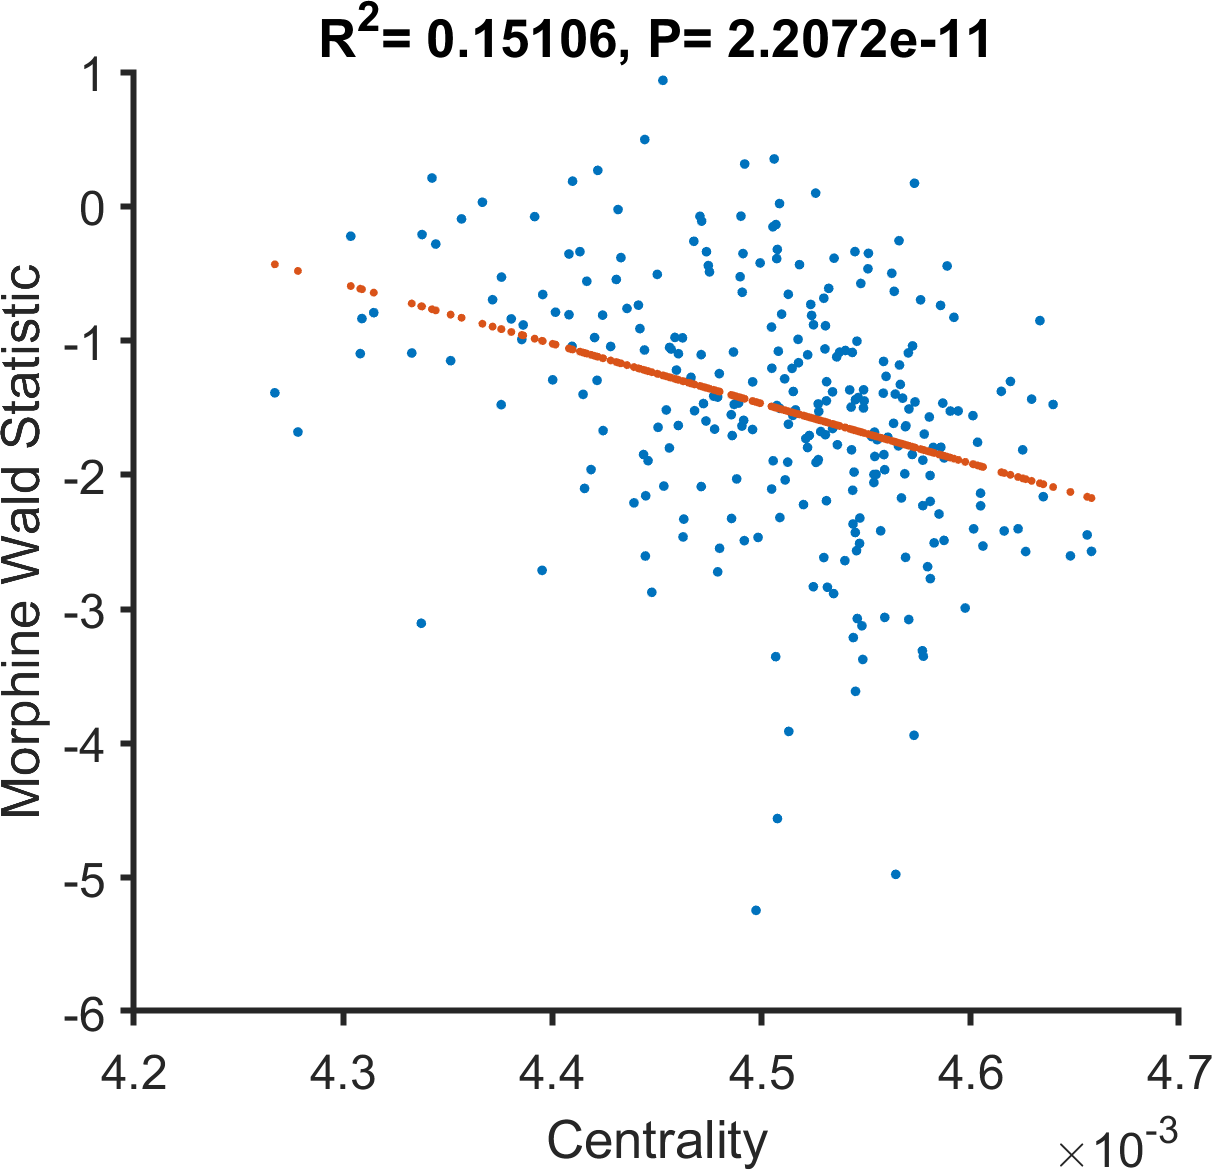 R²= 0.15106, P= 2.2072e-11
Morphine Wald Statistic
1
0
-1
-2
-3
-4
-5
-6
4.2 4.3 4.4 4.5 4.6 4.7
Centrality
×10⁻³